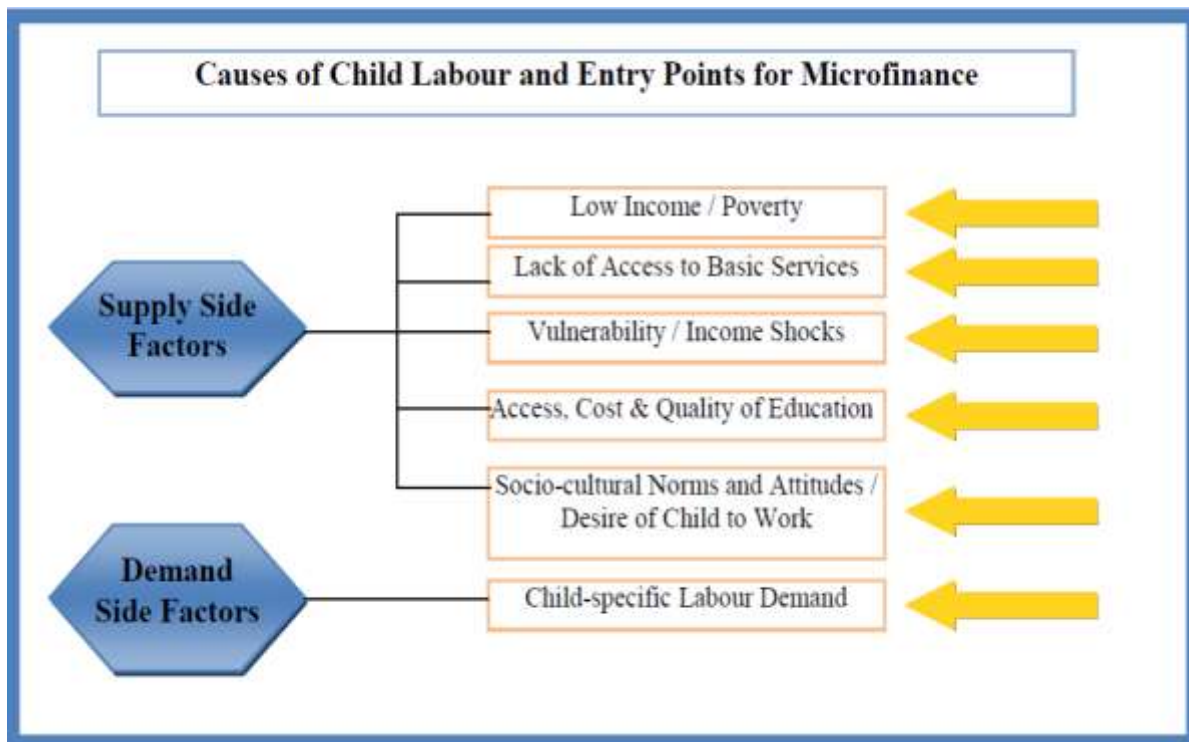 Causes of Child Labour and Entry Points for Microfinance
Supply Side
Factors
Low Income / Poverty
Lack of Access to Basic Services
Vulnerability / Income Shocks
Access, Cost & Quality of Education
Socio-cultural Norms and Attitudes /
Desire of Child to Work
Demand
Side Factors
Child-specific Labour Demand